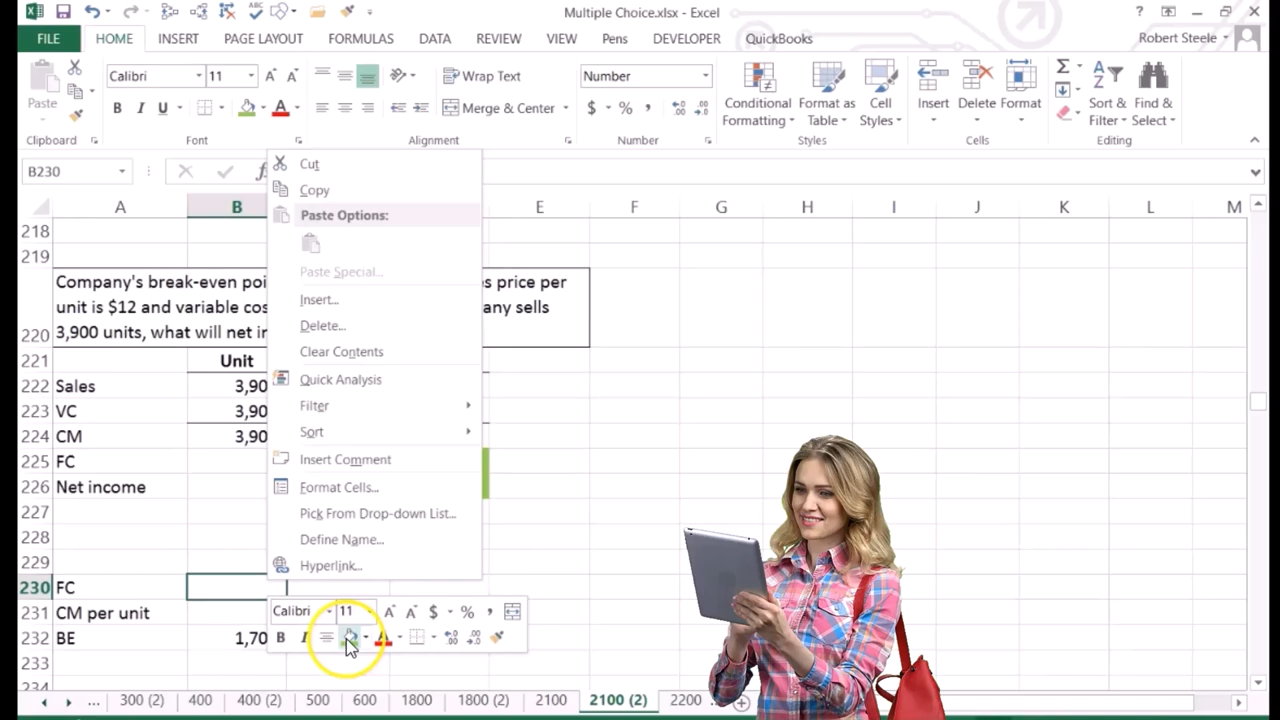 Multiple Choice.xlsx - Excel
FILE HOME INSERT PAGE LAYOUT FORMULAS DATA REVIEW VIEW Pens DEVELOPER QuickBooks Robert Steele
Calibri 11 Wrap Text Number
Paste B I U Merge & Center $ % , Conditional Formatting Format as Table Cell Styles Insert Delete Format Sort & Filter Find & Select
Clipboard Font Alignment Number Styles Cells Editing
B230
A B E F G H I J K L M
218
219
Company's break-even poi s price per
unit is $12 and variable cos any sells
220 3,900 units, what will net in
221 Unit
222 Sales 3,90
223 VC 3,90
224 CM 3,90
225 FC
226 Net income
227
228
229
230 FC
231 CM per unit
232 BE 1,70
233
234
Cut
Copy
Paste Options:
Paste Special...
Insert...
Delete...
Clear Contents
Quick Analysis
Filter
Sort
Insert Comment
Format Cells...
Pick From Drop-down List...
Define Name...
Hyperlink...
Calibri 11 A A $ % ,
B I A
... 300 (2) 400 400 (2) 500 600 1800 1800 (2) 2100 2100 (2) 2200 ...